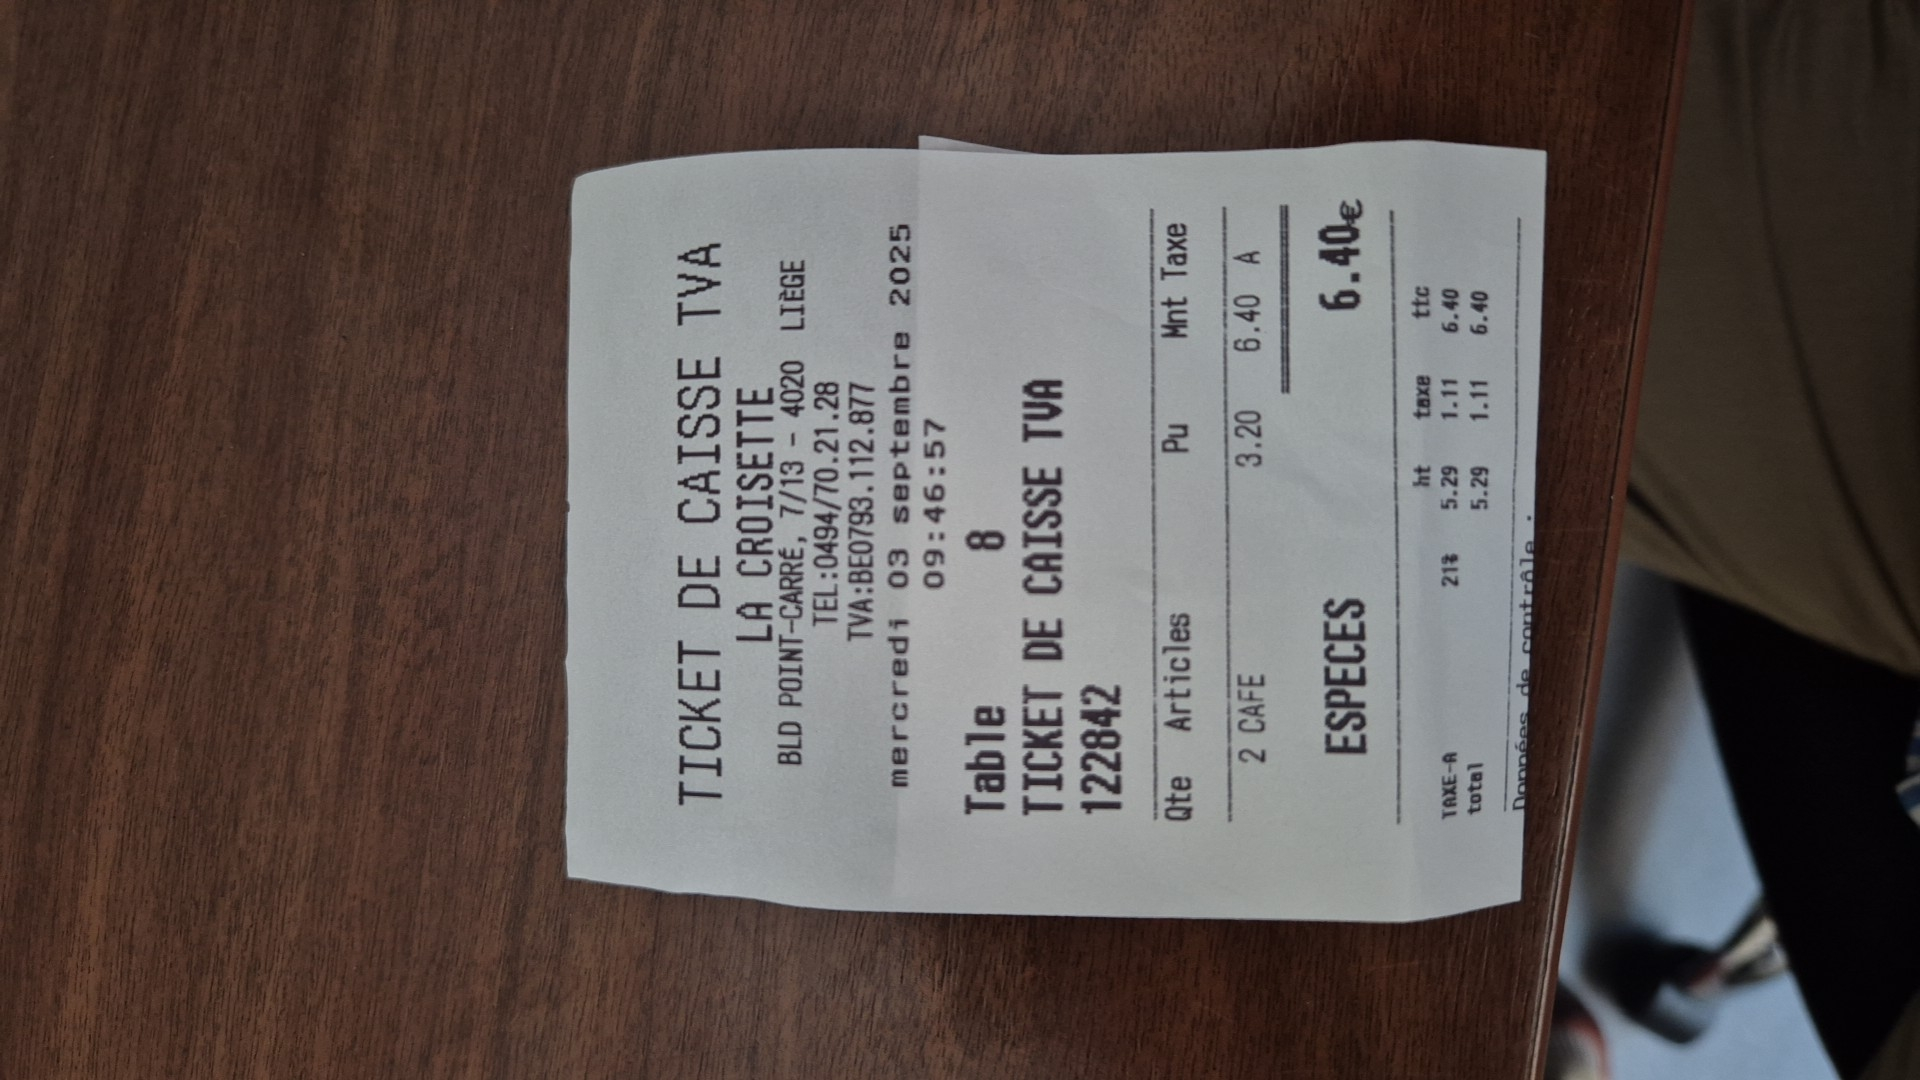 TICKET DE CAISSE TVA
LA CROISETTE
BLD POINT-CARRÉ, 7/13 - 4020 LIÈGE
TEL:0494/70.21.28
TVA:BE0793.112.877
mercredi 03 septembre 2025
09:46:57
Table 8
TICKET DE CAISSE TVA
122842
Qte Articles Pu Mnt Taxe
2 CAFE 3.20 6.40 A
ESPECES 6.40€
ht taxe ttc
TAXE-A 21% 5.29 1.11 6.40
total 5.29 1.11 6.40
Données de contrôle :